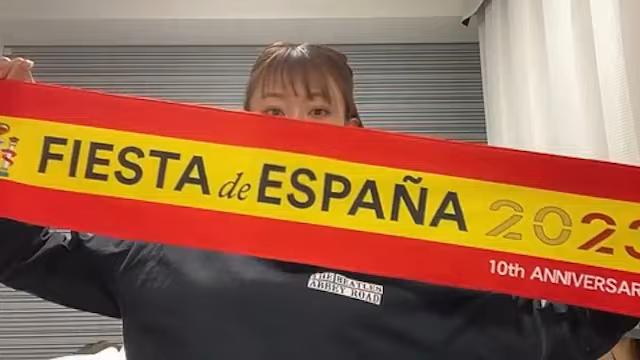 FIESTA de ESPAÑA 2023
10th ANNIVERSAR
THE BEATLES
ABBEY ROAD